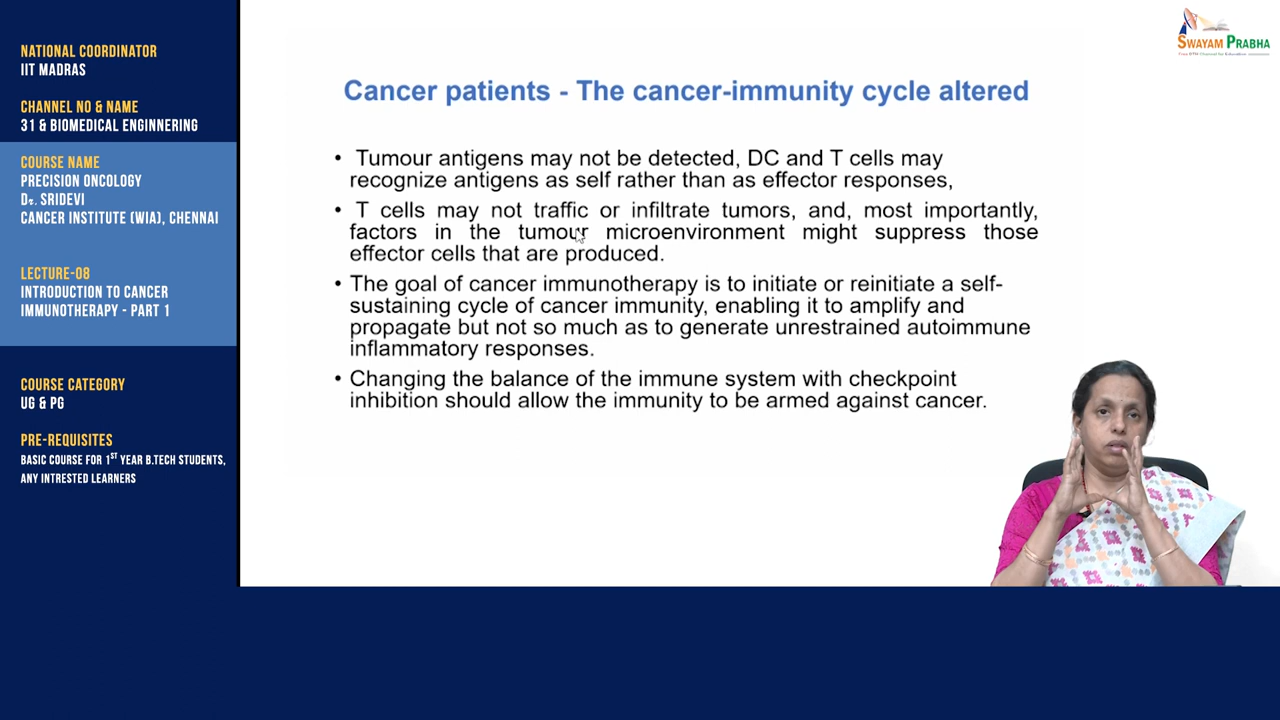 NATIONAL COORDINATOR
IIT MADRAS
CHANNEL NO & NAME
31 & BIOMEDICAL ENGINNERING
COURSE NAME
PRECISION ONCOLOGY
Dr. SRIDEVI
CANCER INSTITUTE (WIA), CHENNAI
LECTURE-08
INTRODUCTION TO CANCER
IMMUNOTHERAPY - PART 1
COURSE CATEGORY
UG & PG
PRE-REQUISITES
BASIC COURSE FOR 1ST YEAR B.TECH STUDENTS,
ANY INTRESTED LEARNERS
SWAYAM PRABHA
Cancer patients - The cancer-immunity cycle altered
• Tumour antigens may not be detected, DC and T cells may
recognize antigens as self rather than as effector responses,
• T cells may not traffic or infiltrate tumors, and, most importantly,
factors in the tumour microenvironment might suppress those
effector cells that are produced.
• The goal of cancer immunotherapy is to initiate or reinitiate a self-
sustaining cycle of cancer immunity, enabling it to amplify and
propagate but not so much as to generate unrestrained autoimmune
inflammatory responses.
• Changing the balance of the immune system with checkpoint
inhibition should allow the immunity to be armed against cancer.